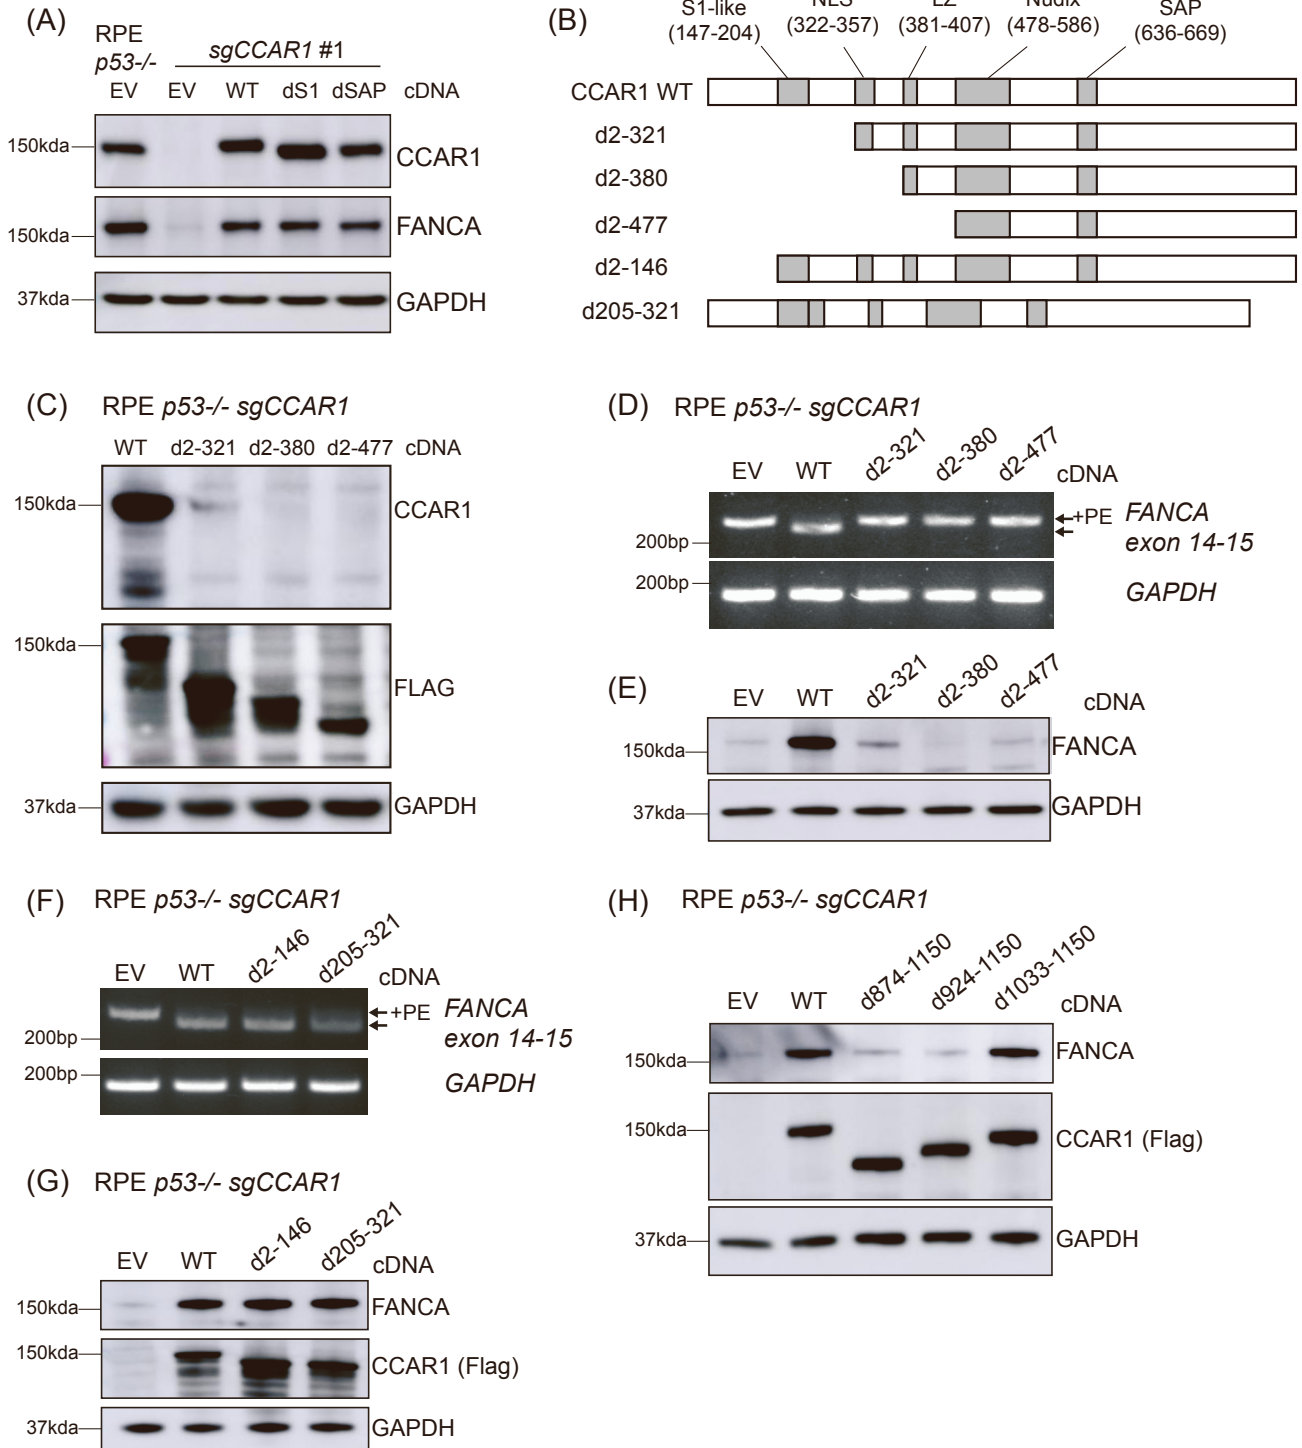 (A)
RPE
p53-/-
sgCCAR1 #1
EV EV WT dS1 dSAP cDNA
150kda
CCAR1
150kda
FANCA
37kda
GAPDH
(B)
S1-like
(147-204)
NLS
(322-357)
LZ
(381-407)
Nudix
(478-586)
SAP
(636-669)
CCAR1 WT
d2-321
d2-380
d2-477
d2-146
d205-321
(C) RPE p53-/- sgCCAR1
WT d2-321 d2-380 d2-477 cDNA
150kda
CCAR1
150kda
FLAG
37kda
GAPDH
(D) RPE p53-/- sgCCAR1
EV WT d2-321 d2-380 d2-477 cDNA
+PE
FANCA
exon 14-15
200bp
200bp
GAPDH
(E)
EV WT d2-321 d2-380 d2-477 cDNA
150kda
FANCA
37kda
GAPDH
(F) RPE p53-/- sgCCAR1
EV WT d2-146 d205-321 cDNA
+PE
FANCA
exon 14-15
200bp
200bp
GAPDH
(G) RPE p53-/- sgCCAR1
EV WT d2-146 d205-321 cDNA
150kda
FANCA
150kda
CCAR1 (Flag)
37kda
GAPDH
(H) RPE p53-/- sgCCAR1
EV WT d874-1150 d924-1150 d1033-1150 cDNA
150kda
FANCA
150kda
CCAR1 (Flag)
37kda
GAPDH